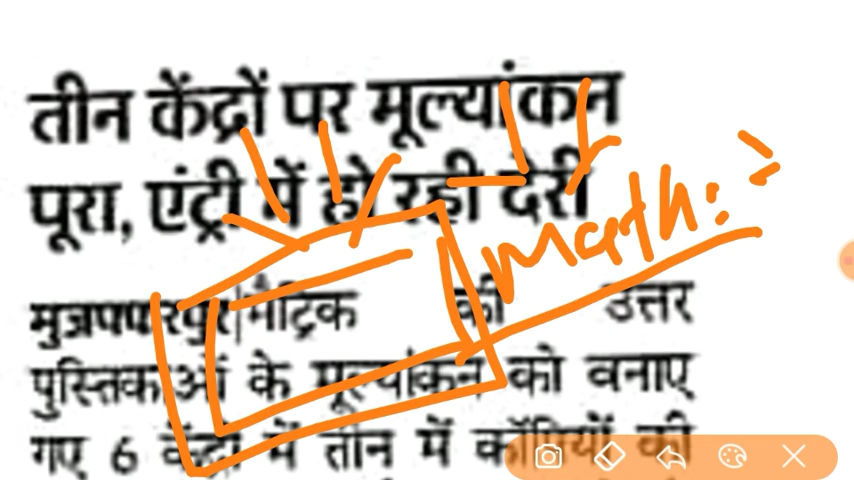 तीन केंद्रों पर मूल्यांकन
पूरा, एंट्री में हो रही देरी
math:-
मुजफ्फरपुर|मैट्रिक की उत्तर
पुस्तिकाओं के मूल्यांकन को बनाए
गए 6 केंद्रों में तीन में कॉपियों की